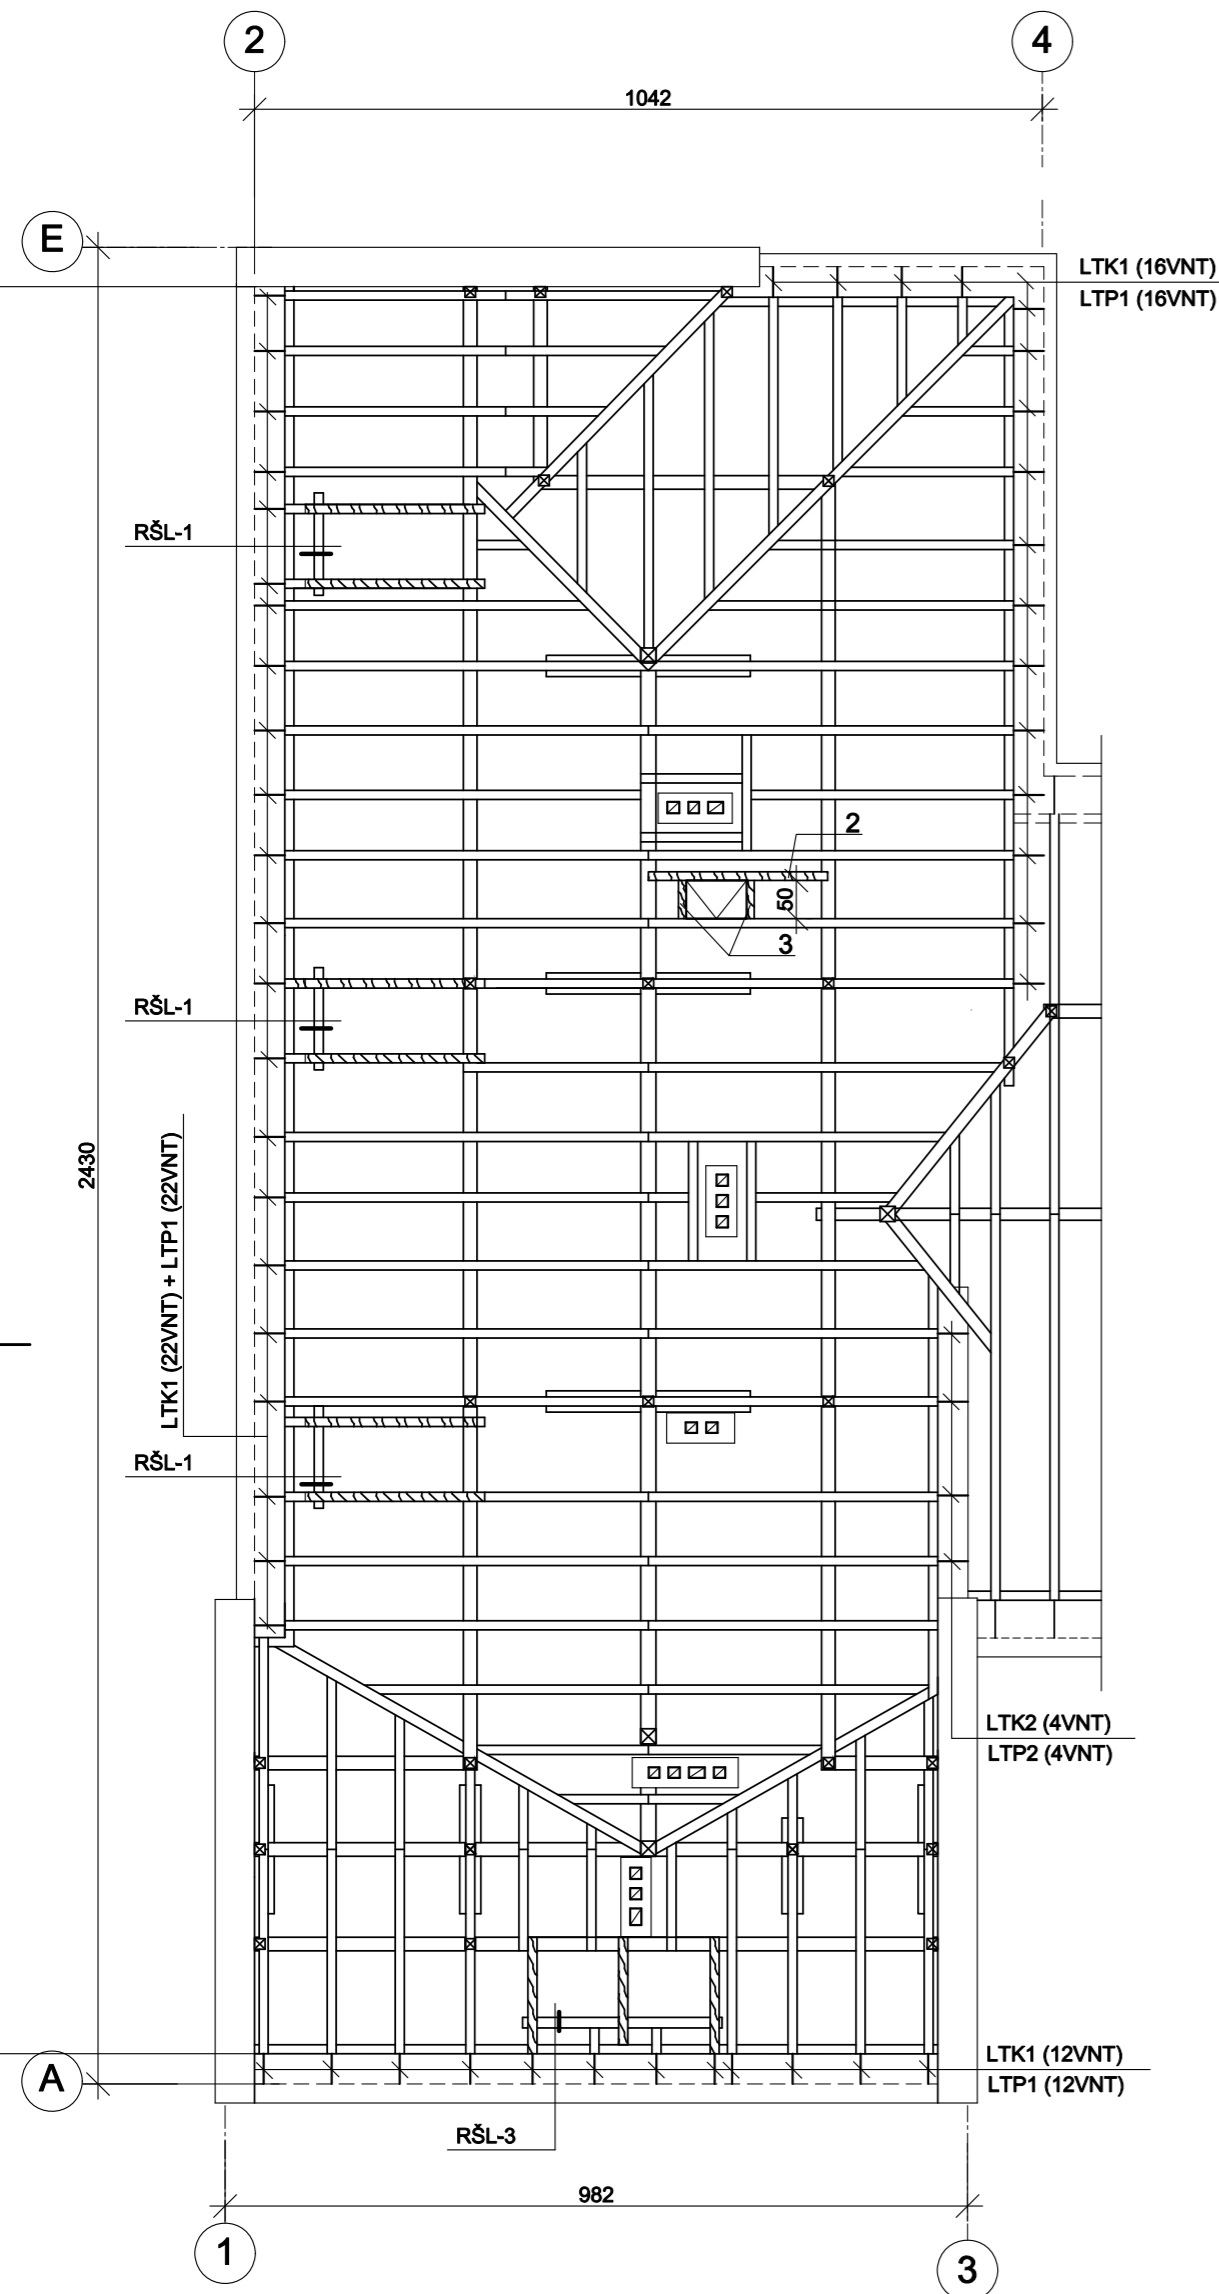 2
4
1042
E
LTK1 (16VNT)
LTP1 (16VNT)
RŠL-1
2
50
3
RŠL-1
2430
LTK1 (22VNT) + LTP1 (22VNT)
RŠL-1
LTK2 (4VNT)
LTP2 (4VNT)
A
LTK1 (12VNT)
LTP1 (12VNT)
RŠL-3
982
1
3